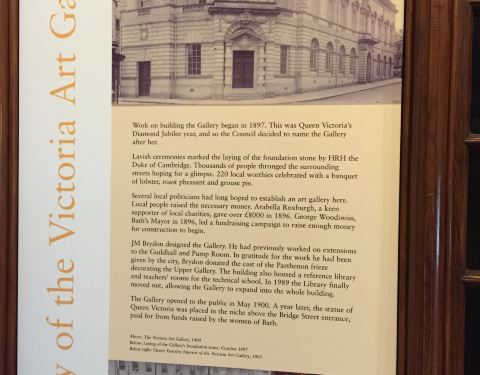 y of the Victoria Art Ga
Work on building the Gallery began in 1897. This was Queen Victoria's
Diamond Jubilee year, and so the Council decided to name the Gallery
after her.
Lavish ceremonies marked the laying of the foundation stone by HRH the
Duke of Cambridge. Thousands of people thronged the surrounding
streets hoping for a glimpse. 220 local worthies celebrated with a banquet
of lobster, roast pheasant and grouse pie.
Several local politicians had long hoped to establish an art gallery here.
Local people raised the necessary money. Arabella Roxburgh, a keen
supporter of local charities, gave over £8000 in 1896. George Woodiwiss,
Bath's Mayor in 1896, led a fundraising campaign to raise enough money
for construction to begin.
JM Brydon designed the Gallery. He had previously worked on extensions
to the Guildhall and Pump Room. In gratitude for the work he had been
given by the city, Brydon donated the cast of the Parthenon frieze
decorating the Upper Gallery. The building also housed a reference library
and teachers' rooms for the technical school. In 1989 the Library finally
moved out, allowing the Gallery to expand into the whole building.
The Gallery opened to the public in May 1900. A year later, the statue of
Queen Victoria was placed in the niche above the Bridge Street entrance,
paid for from funds raised by the women of Bath.
Above: The Victoria Art Gallery, 1900
Below: Laying of the Gallery's foundation stone, October 1897
Below right: Interior of the Victoria Art Gallery, 1901